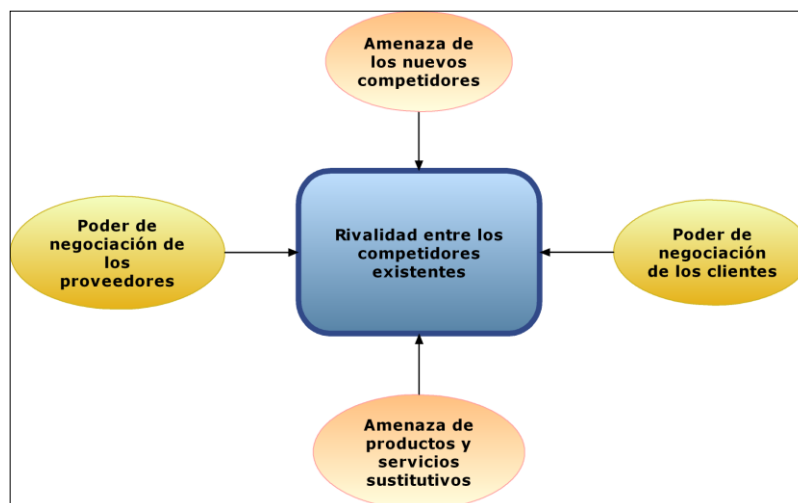 Amenaza de
los nuevos
competidores
Poder de
negociación de
los
proveedores
Rivalidad entre los
competidores
existentes
Poder de
negociación
de los clientes
Amenaza de
productos y
servicios
sustitutivos